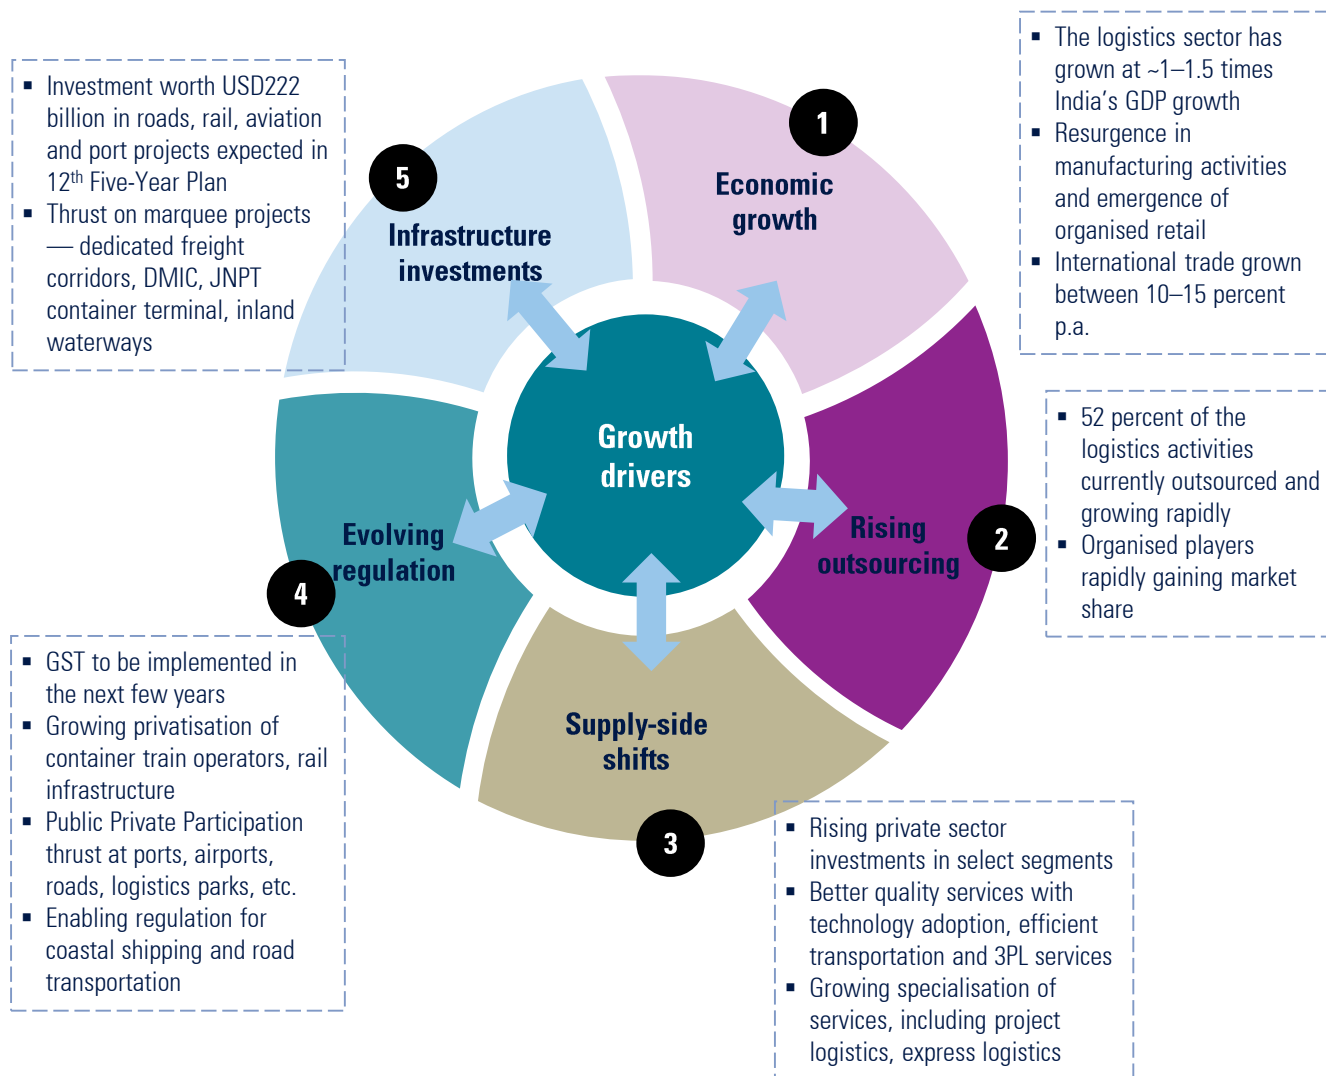 Growth
drivers
1
Economic
growth
▪ The logistics sector has
grown at ~1–1.5 times
India’s GDP growth
▪ Resurgence in
manufacturing activities
and emergence of
organised retail
▪ International trade grown
between 10–15 percent
p.a.
2
Rising
outsourcing
▪ 52 percent of the
logistics activities
currently outsourced and
growing rapidly
▪ Organised players
rapidly gaining market
share
3
Supply-side
shifts
▪ Rising private sector
investments in select segments
▪ Better quality services with
technology adoption, efficient
transportation and 3PL services
▪ Growing specialisation of
services, including project
logistics, express logistics
4
Evolving
regulation
▪ GST to be implemented in
the next few years
▪ Growing privatisation of
container train operators, rail
infrastructure
▪ Public Private Participation
thrust at ports, airports,
roads, logistics parks, etc.
▪ Enabling regulation for
coastal shipping and road
transportation
5
Infrastructure
investments
▪ Investment worth USD222
billion in roads, rail, aviation
and port projects expected in
12th Five-Year Plan
▪ Thrust on marquee projects
— dedicated freight
corridors, DMIC, JNPT
container terminal, inland
waterways